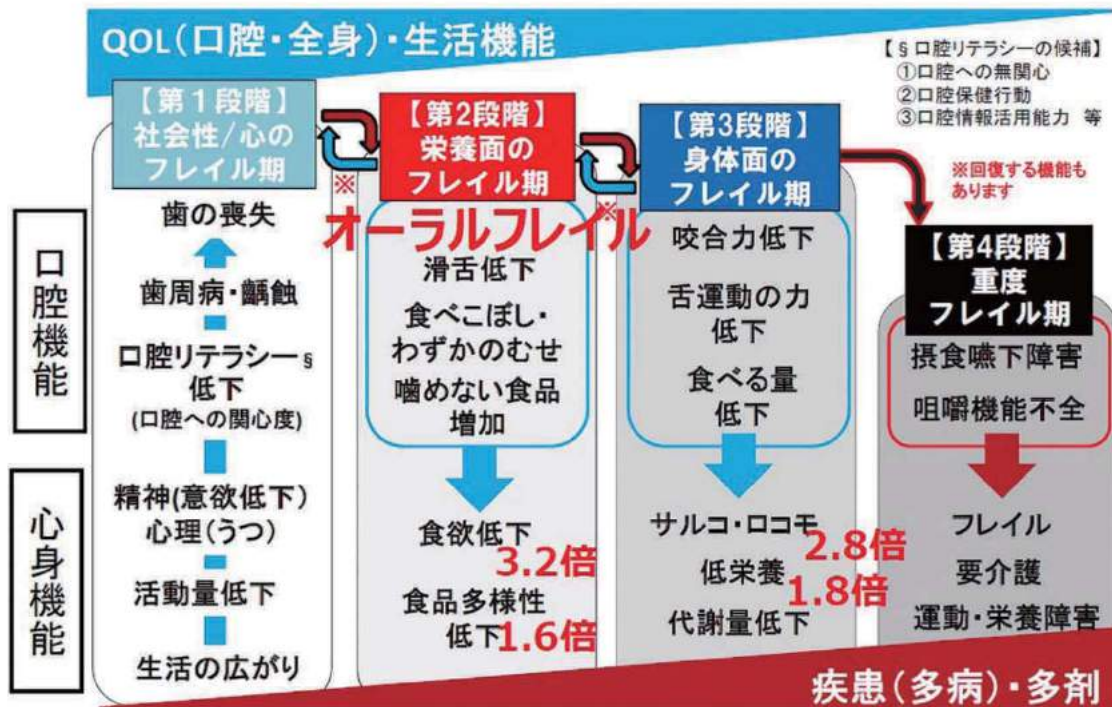 QOL(口腔・全身)・生活機能
【§口腔リテラシーの候補】
①口腔への無関心
②口腔保健行動
③口腔情報活用能力 等
【第1段階】
社会性/心の
フレイル期
【第2段階】
栄養面の
フレイル期
【第3段階】
身体面の
フレイル期
※回復する機能も
あります
【第4段階】
重度
フレイル期
※
※
オーラルフレイル
口腔機能
歯の喪失
歯周病・齲蝕
口腔リテラシー§
低下
(口腔への関心度)
滑舌低下
食べこぼし・
わずかのむせ
噛めない食品
増加
咬合力低下
舌運動の力
低下
食べる量
低下
摂食嚥下障害
咀嚼機能不全
心身機能
精神(意欲低下)
心理(うつ)
活動量低下
生活の広がり
食欲低下
3.2倍
食品多様性
低下1.6倍
サルコ・ロコモ
2.8倍
低栄養
1.8倍
代謝量低下
フレイル
要介護
運動・栄養障害
疾患(多病)・多剤